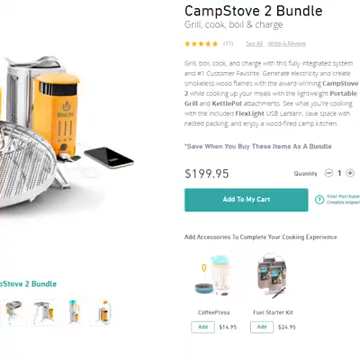 CampStove 2 Bundle
Grill, cook, boil & charge
(11) See All Write A Review
Grill, boil, cook, and charge with this fully integrated system
and #1 Customer Favorite. Generate electricity and create
smokeless wood flames with the award-winning CampStove
2 while cooking up your meals with the lightweight Portable
Grill and KettlePot attachments. See what you're cooking
with the included FlexLight USB Lantern, save space with
nested packing, and enjoy a wood-fired camp kitchen.
*Save When You Buy These Items As A Bundle
$199.95
Quantity 1
Add To My Cart
Your Purchase
Creates Impact
Add Accessories To Complete Your Cooking Experience
pStove 2 Bundle
CoffeePress
Fuel Starter Kit
Add $14.95
Add $24.95